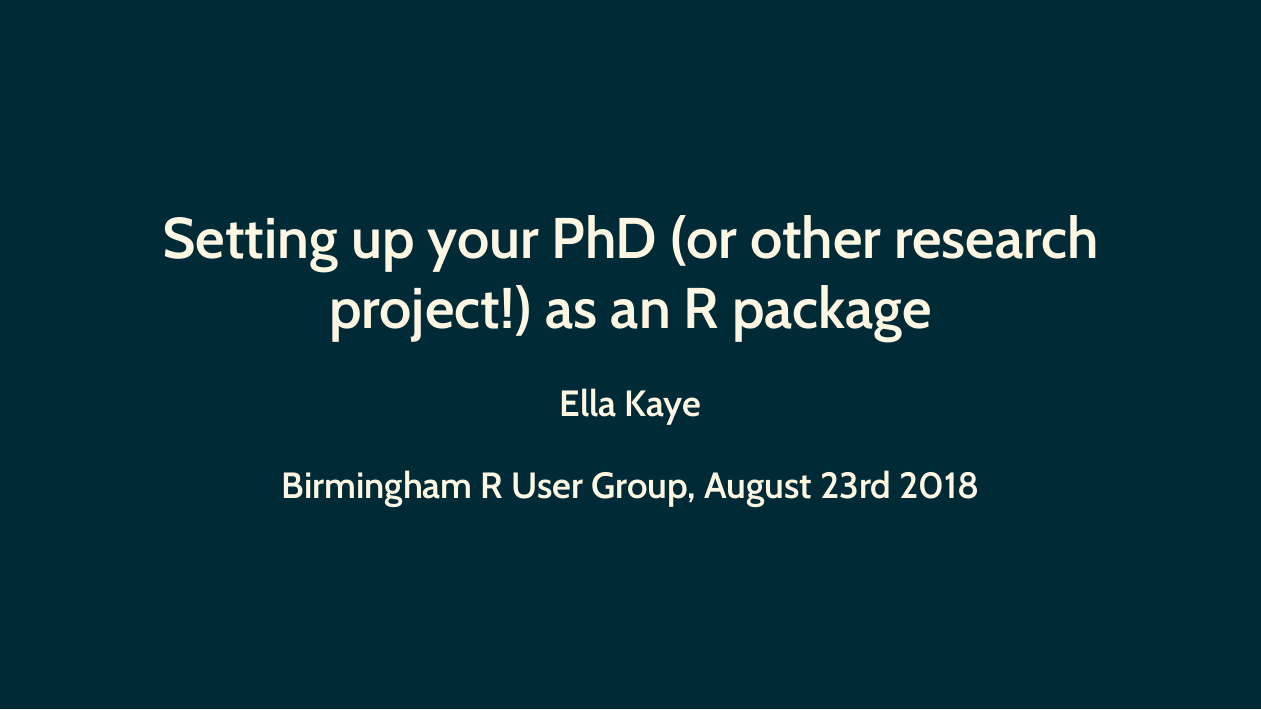 Setting up your PhD (or other research
project!) as an R package
Ella Kaye
Birmingham R User Group, August 23rd 2018